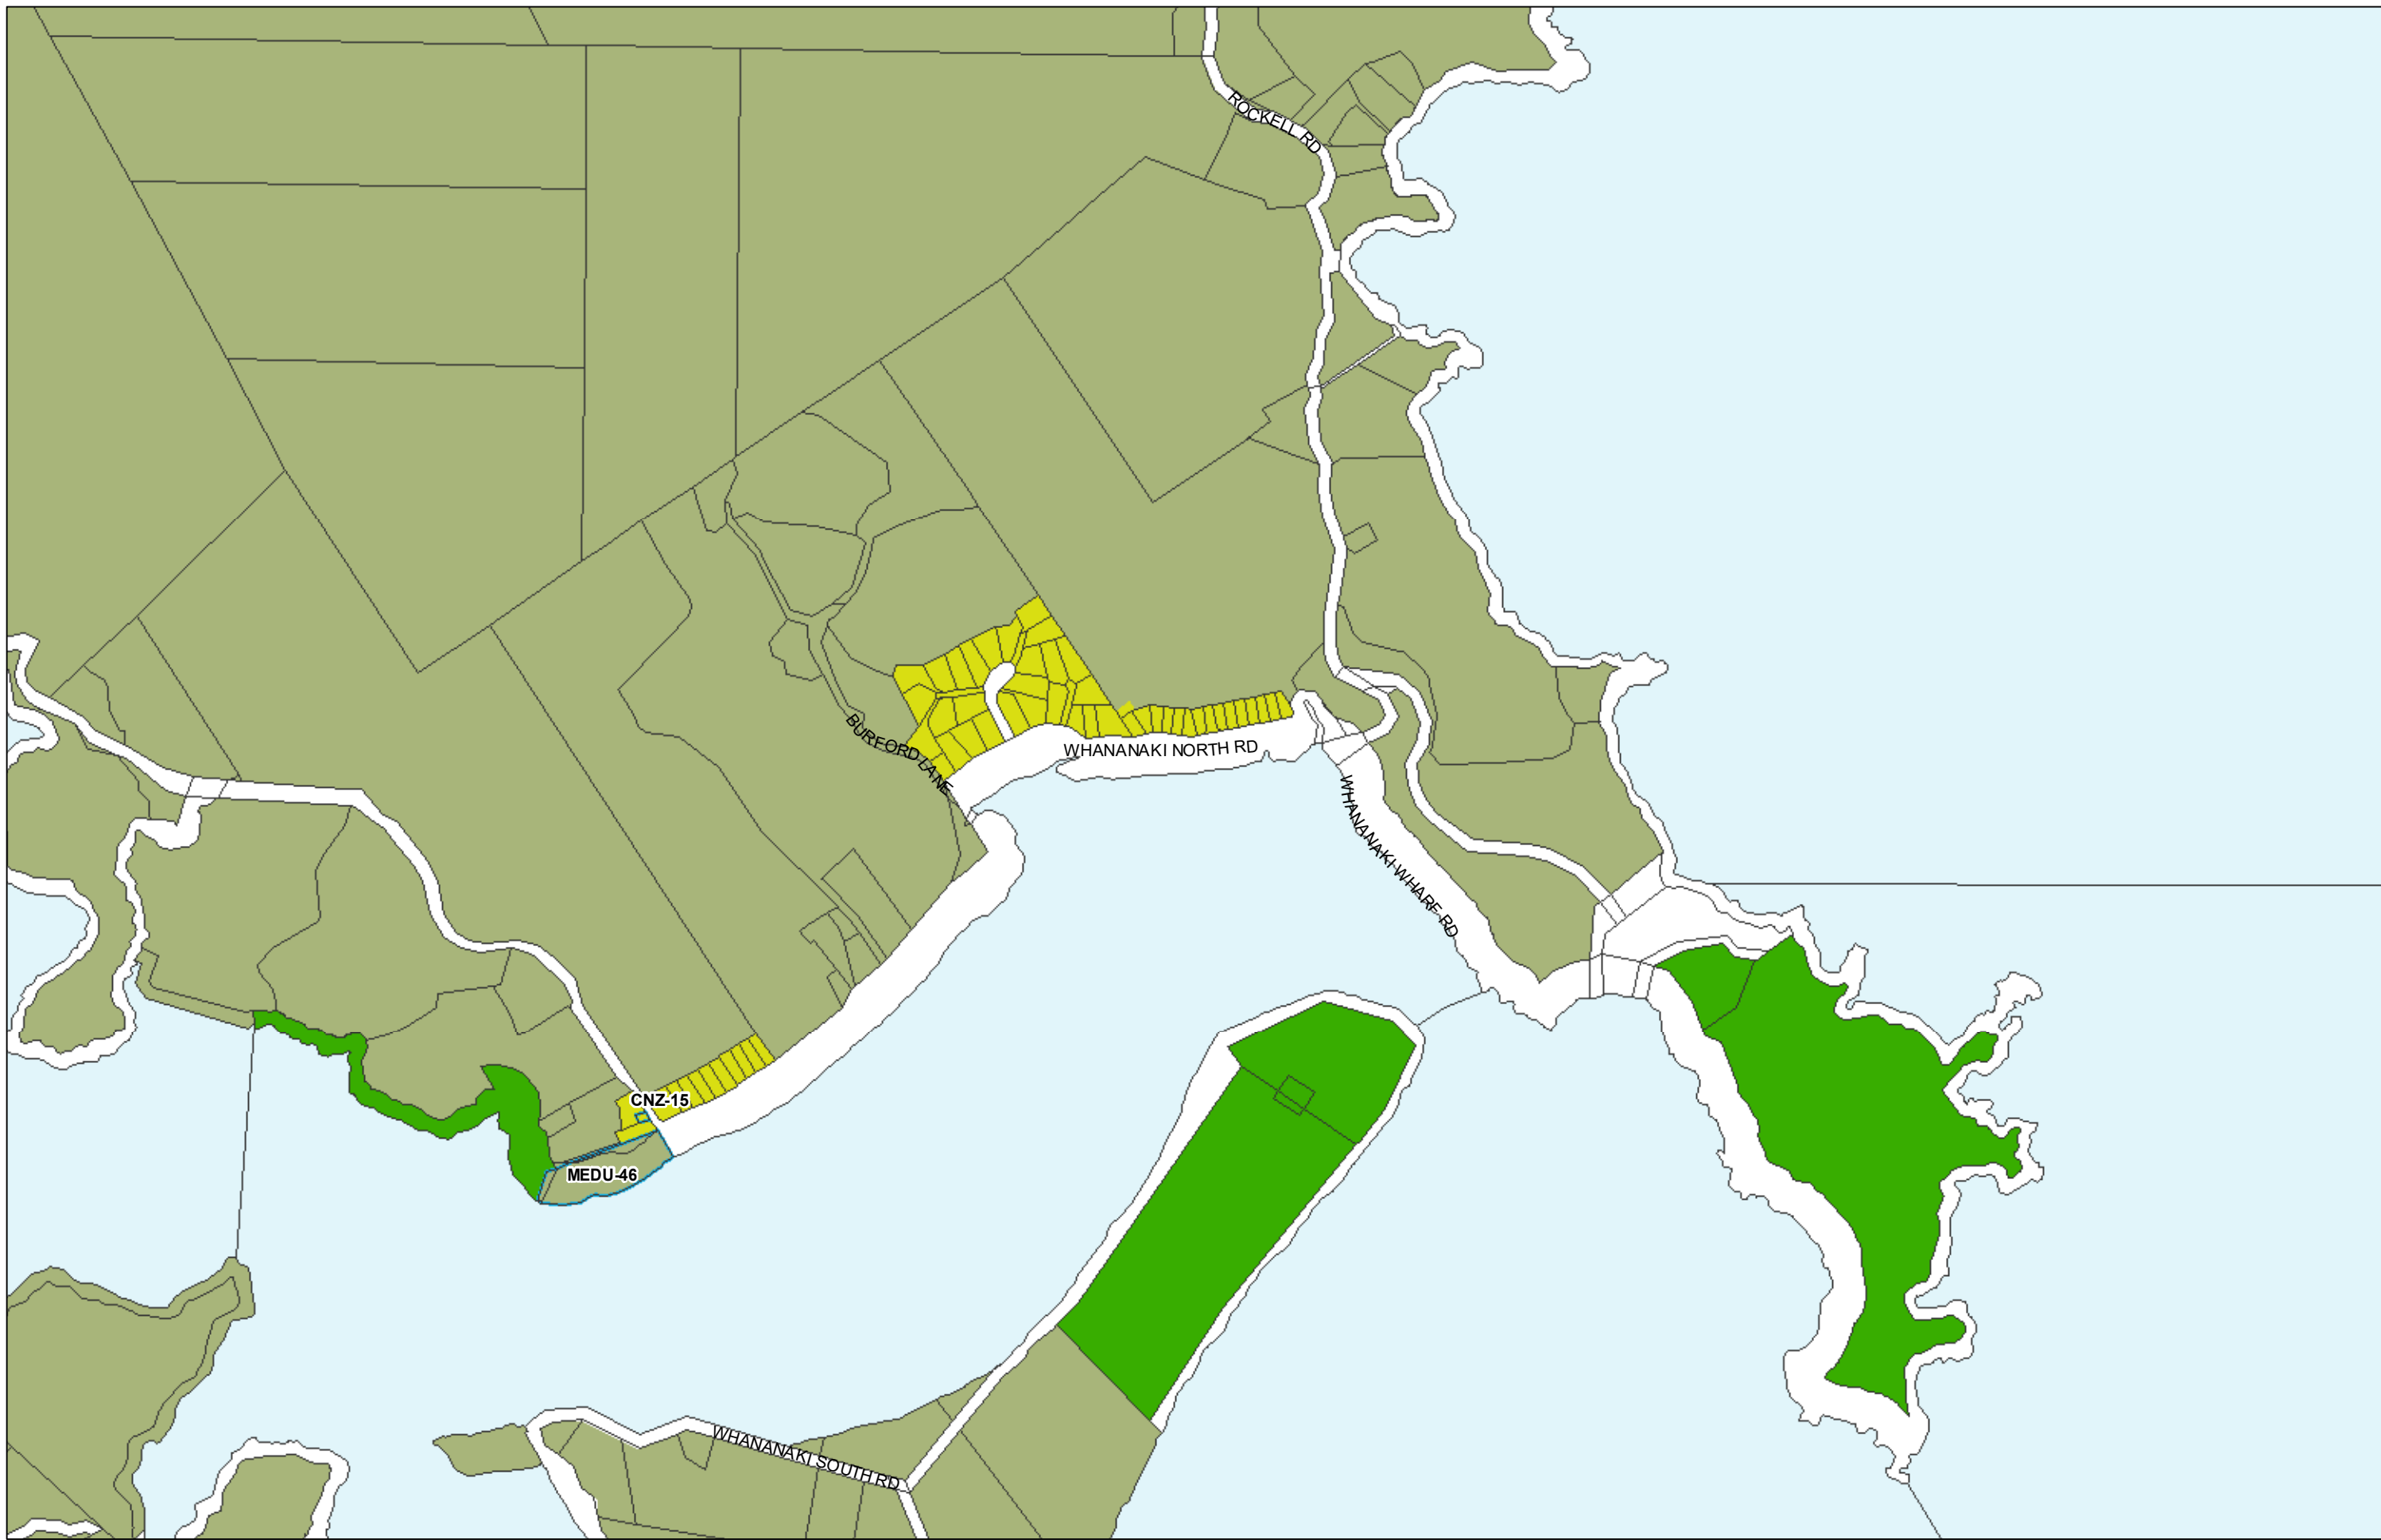 ROCKELL RD
BURFORD LANE
WHANANAKI NORTH RD
WHANANAKI WHARF RD
CNZ-15
MEDU-46
WHANANAKI SOUTH RD